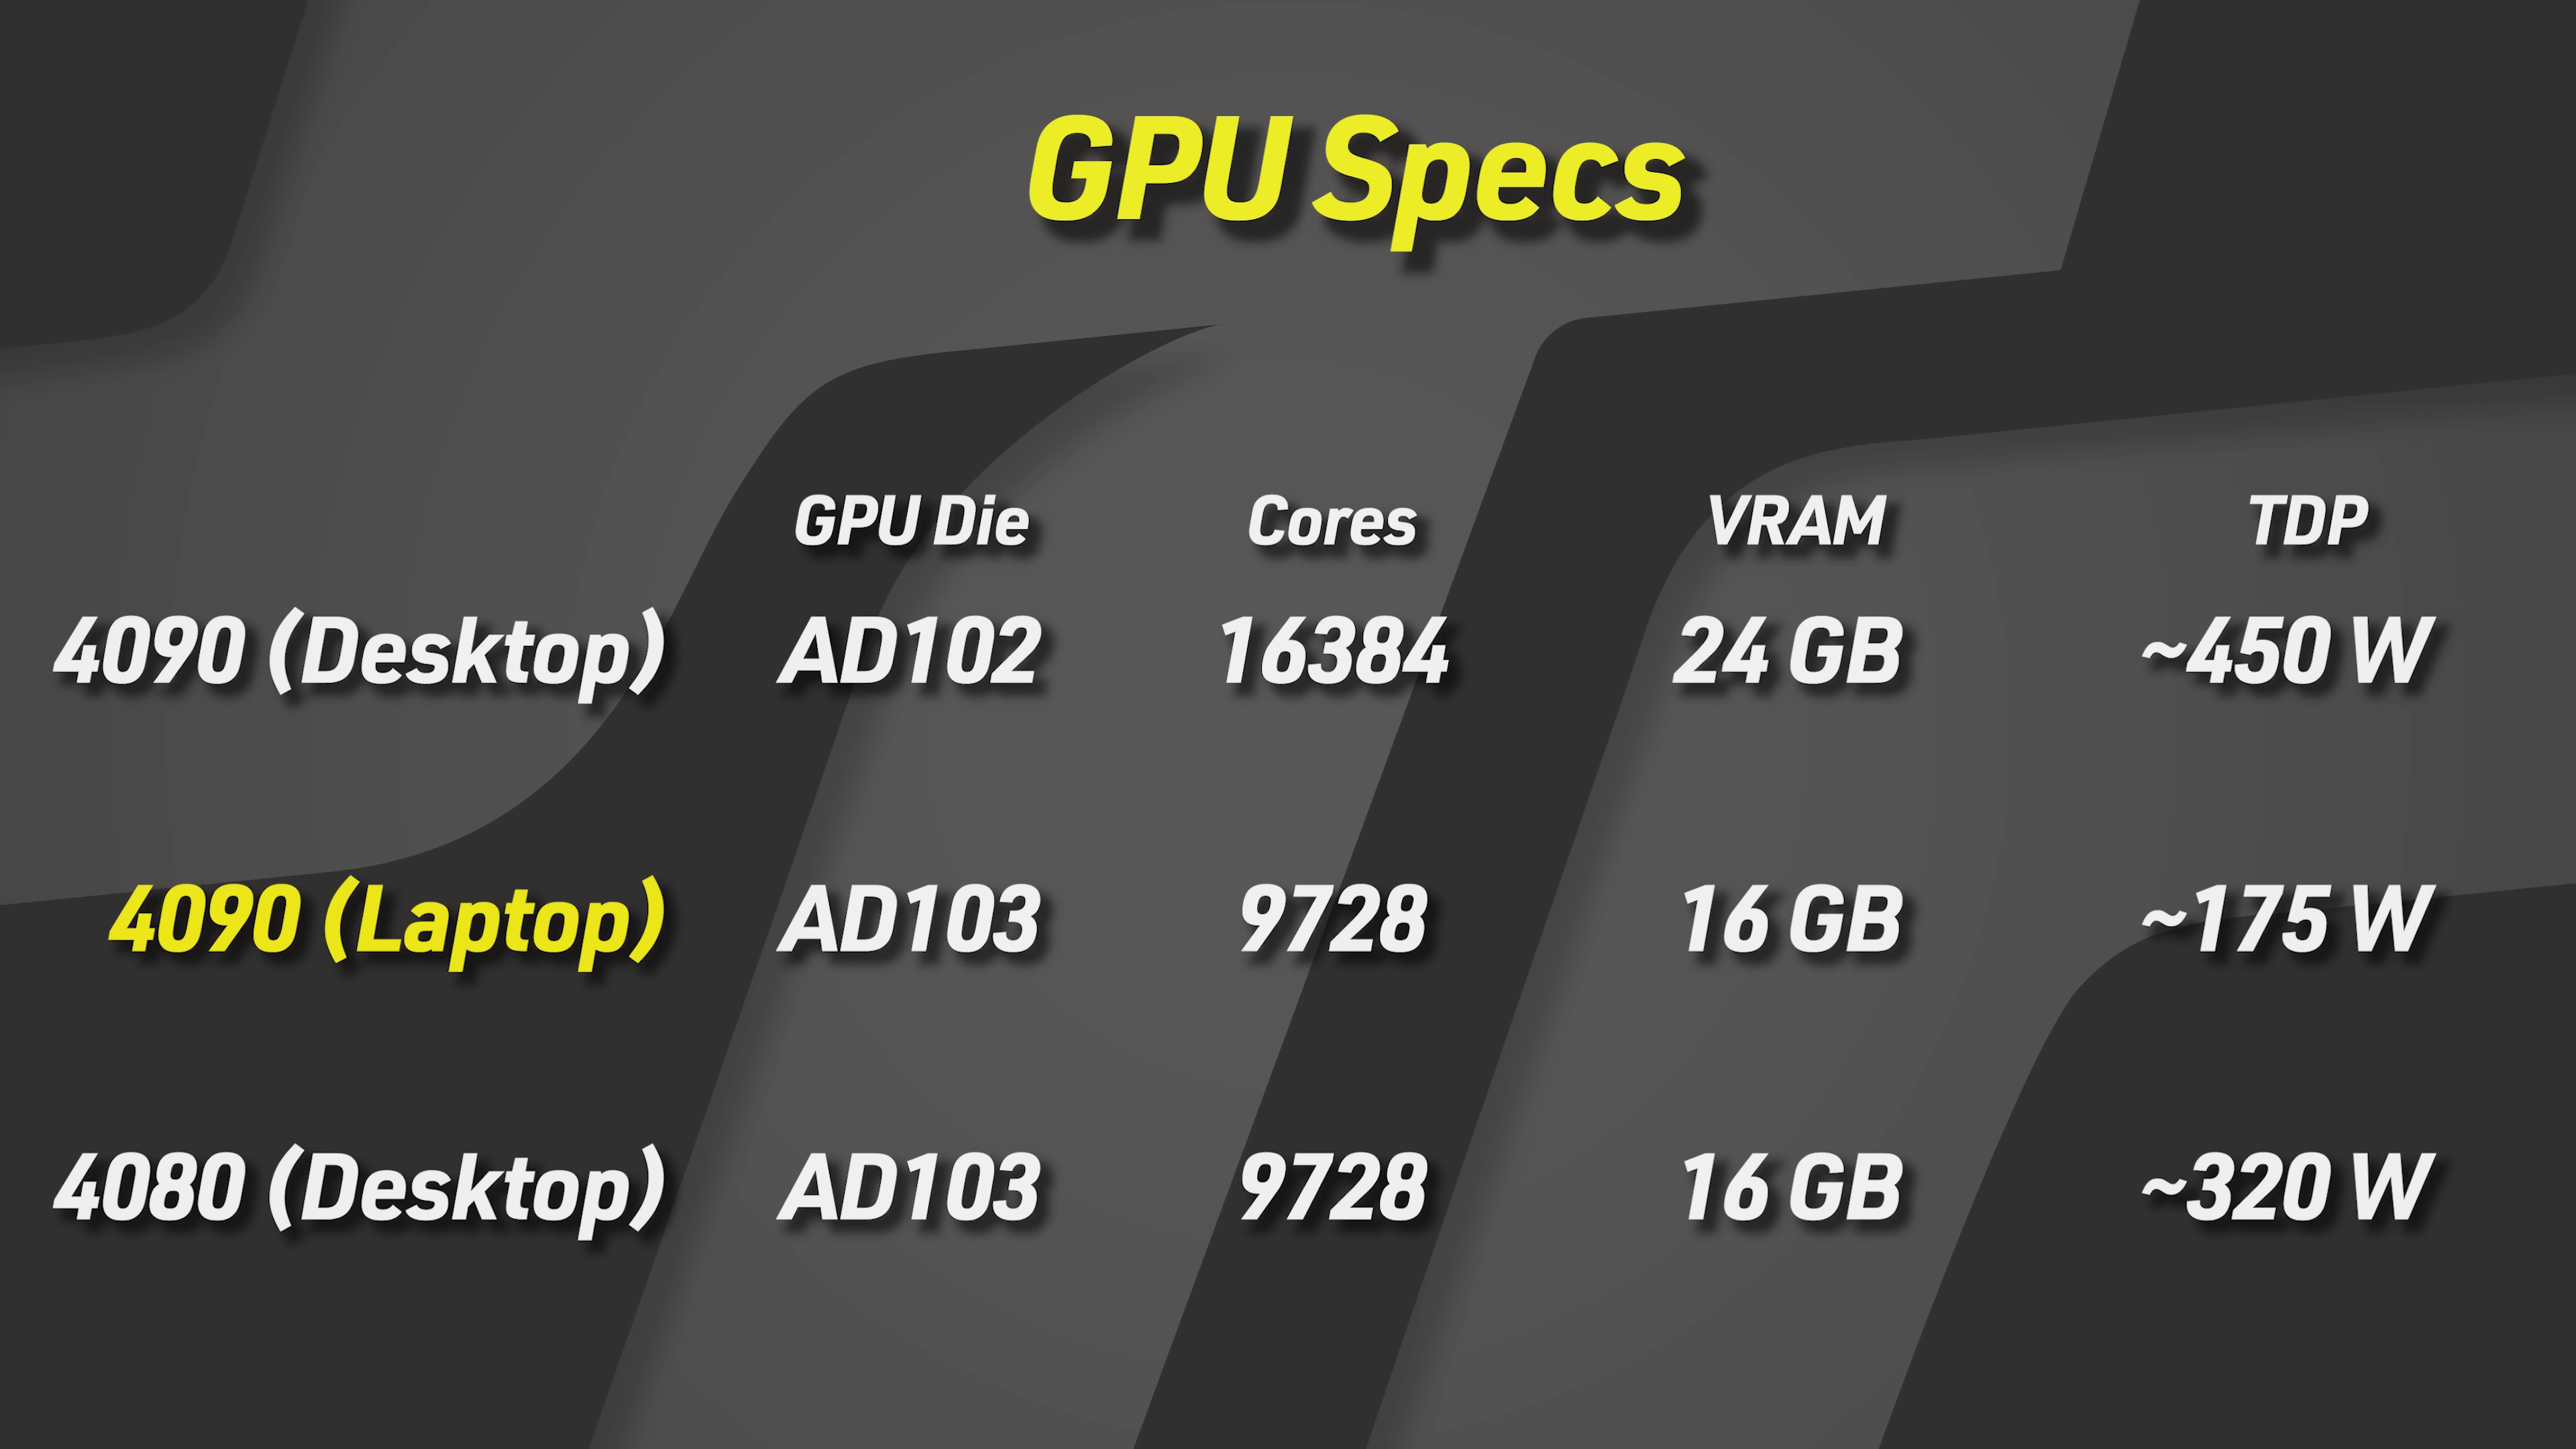 GPU Specs
GPU Die Cores VRAM TDP
4090 (Desktop) AD102 16384 24 GB ~450 W
4090 (Laptop) AD103 9728 16 GB ~175 W
4080 (Desktop) AD103 9728 16 GB ~320 W